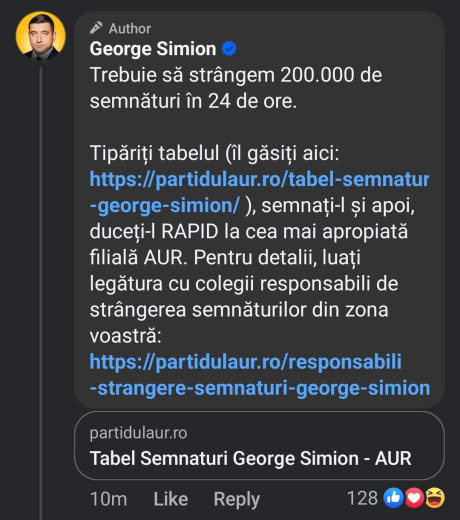 Author
George Simion
Trebuie să strângem 200.000 de
semnături în 24 de ore.
Tipăriți tabelul (îl găsiți aici:
https://partidulaur.ro/tabel-semnatur
-george-simion/ ), semnați-l și apoi,
duceți-l RAPID la cea mai apropiată
filială AUR. Pentru detalii, luați
legătura cu colegii responsabili de
strângerea semnăturilor din zona
voastră:
https://partidulaur.ro/responsabili
-strangere-semnaturi-george-simion
partidulaur.ro
Tabel Semnaturi George Simion - AUR
10m Like Reply 128